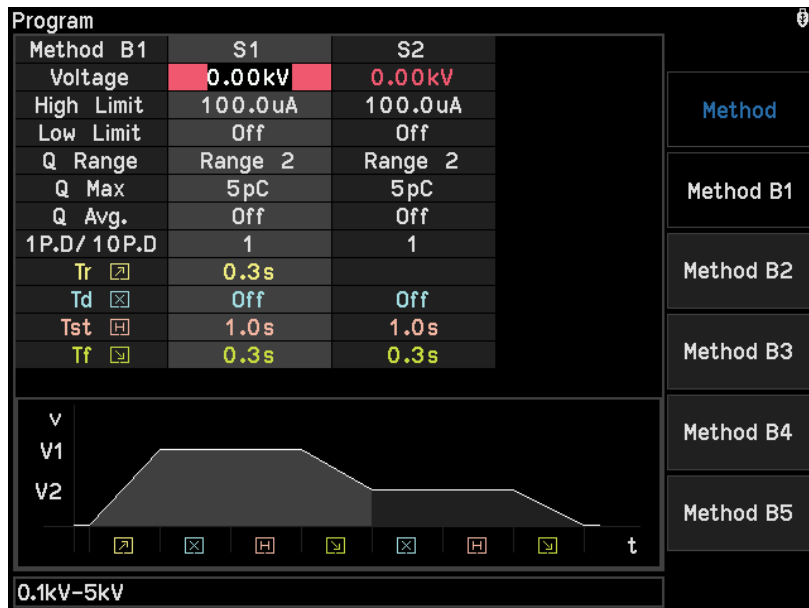 Program
Method B1 S1 S2
Voltage 0.00kV 0.00kV
High Limit 100.0uA 100.0uA
Low Limit Off Off
Q Range Range 2 Range 2
Q Max 5pC 5pC
Q Avg. Off Off
1P.D/10P.D 1 1
Tr 0.3s
Td Off Off
Tst H 1.0s 1.0s
Tf 0.3s 0.3s
V
V1
V2
H H t
0.1kV-5kV
Method
Method B1
Method B2
Method B3
Method B4
Method B5